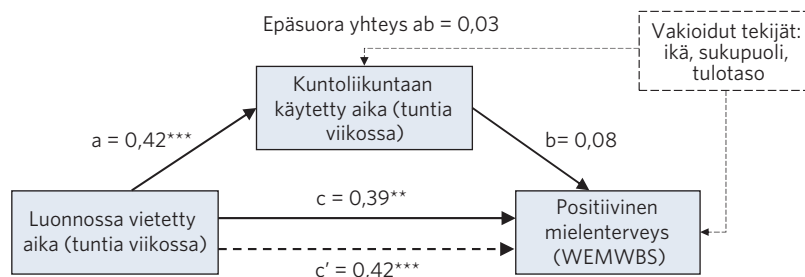 Epäsuora yhteys ab = 0,03
Vakioidut tekijät:
ikä, sukupuoli,
tulotaso
Kuntoliikuntaan
käytetty aika (tuntia
viikossa)
a = 0,42***
b= 0,08
Luonnossa vietetty
aika (tuntia viikossa)
c = 0,39**
c’ = 0,42***
Positiivinen
mielenterveys
(WEMWBS)